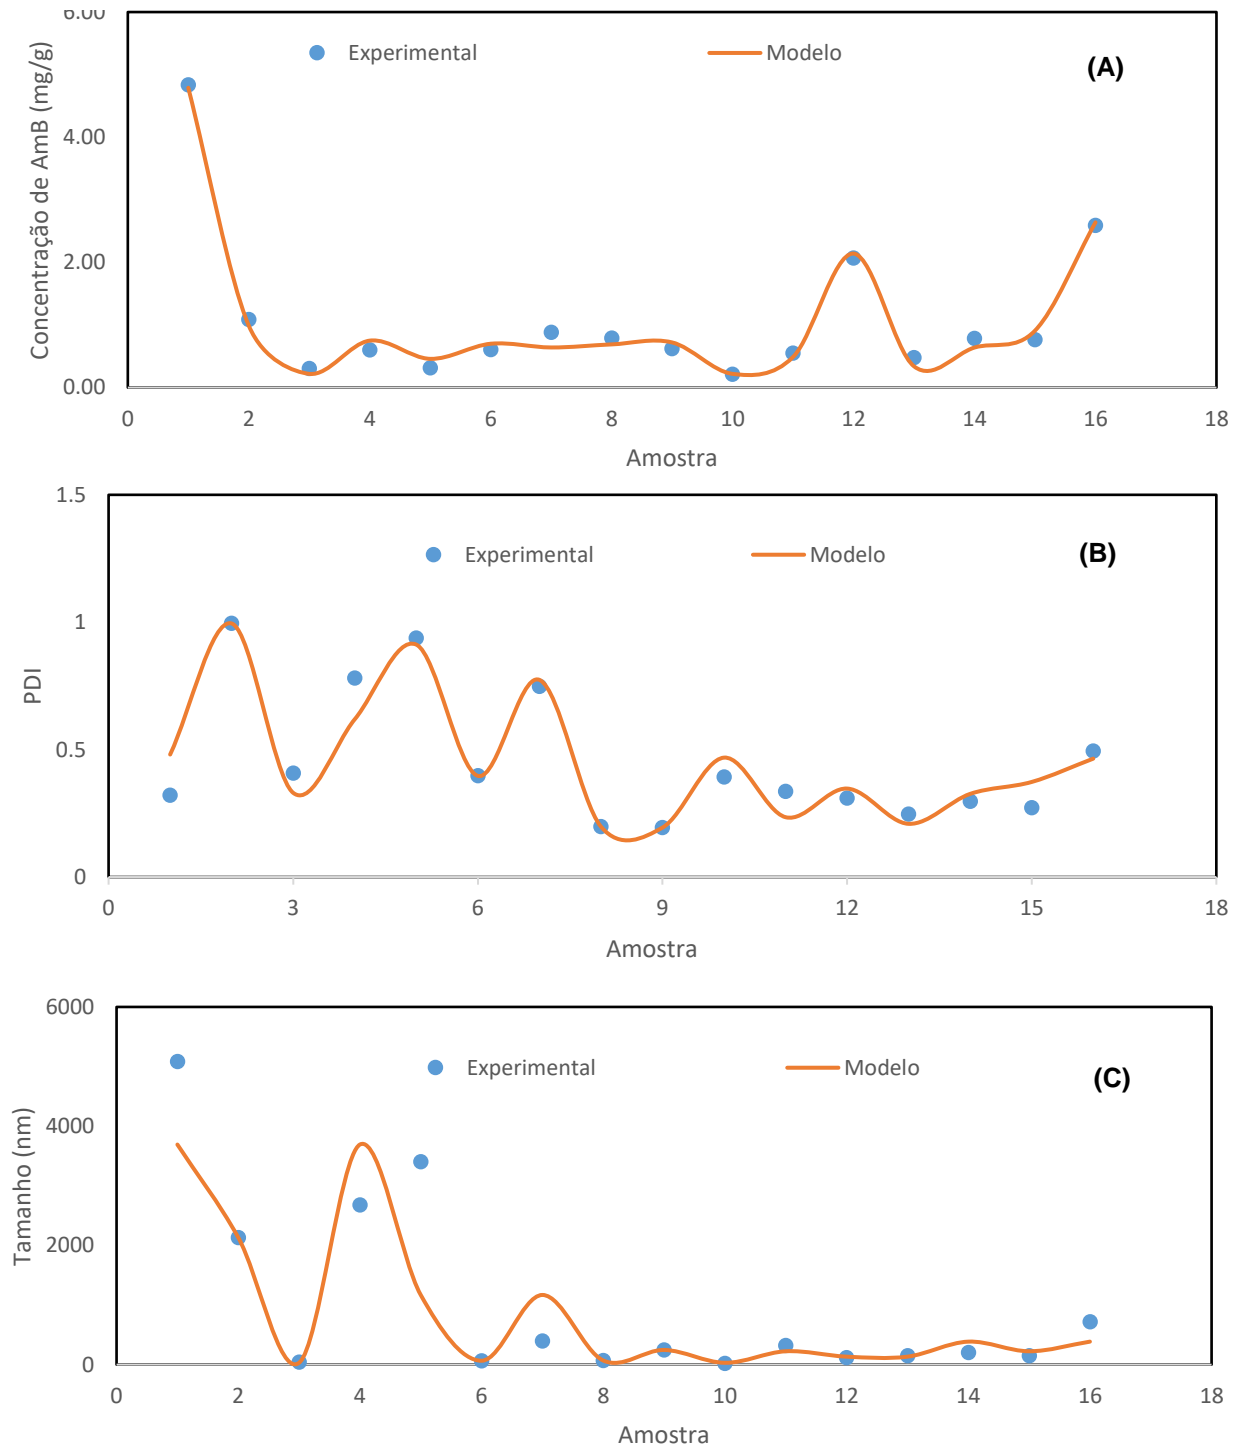 6.00
Experimental
Modelo
(A)
4.00
2.00
0.00
Concentração de AmB (mg/g)
0 2 4 6 8 10 12 14 16 18
Amostra
1.5
Experimental
Modelo
(B)
1
0.5
0
PDI
0 3 6 9 12 15 18
Amostra
6000
Experimental
Modelo
(C)
4000
2000
0
Tamanho (nm)
0 2 4 6 8 10 12 14 16 18
Amostra